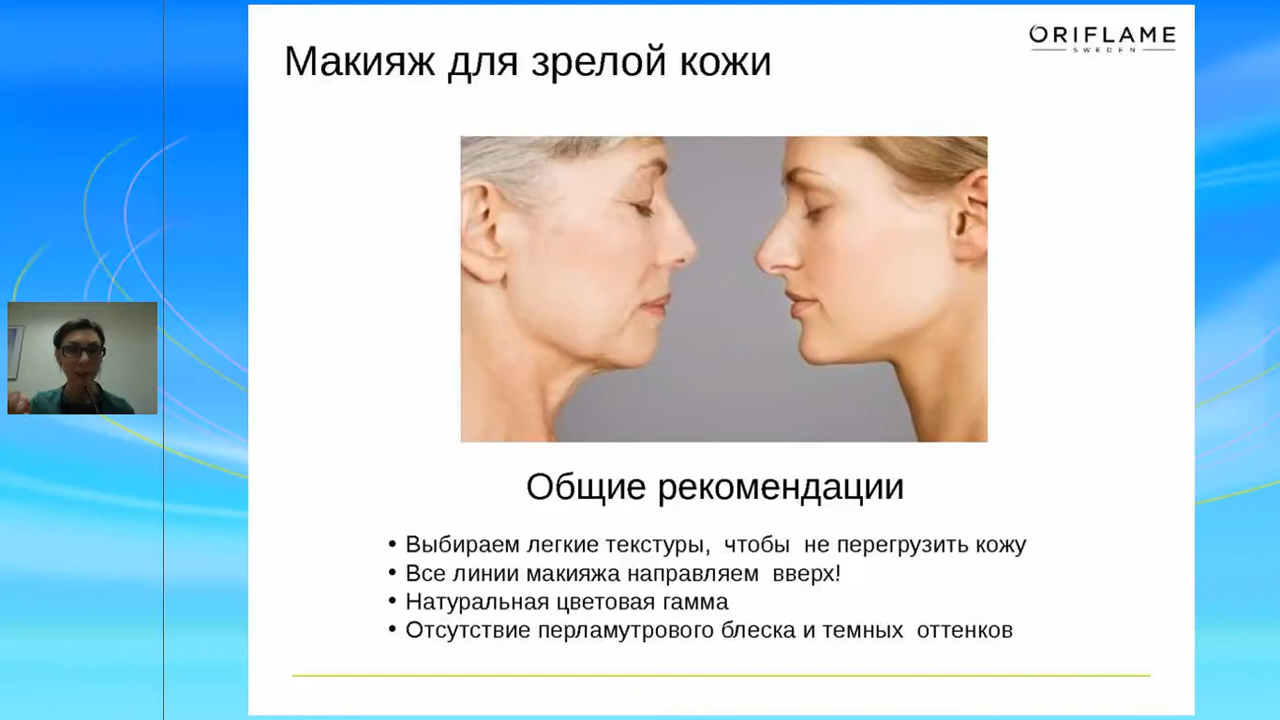 ORIFLAME
SWEDEN
Макияж для зрелой кожи
Общие рекомендации
• Выбираем легкие текстуры, чтобы не перегрузить кожу
• Все линии макияжа направляем вверх!
• Натуральная цветовая гамма
• Отсутствие перламутрового блеска и темных оттенков